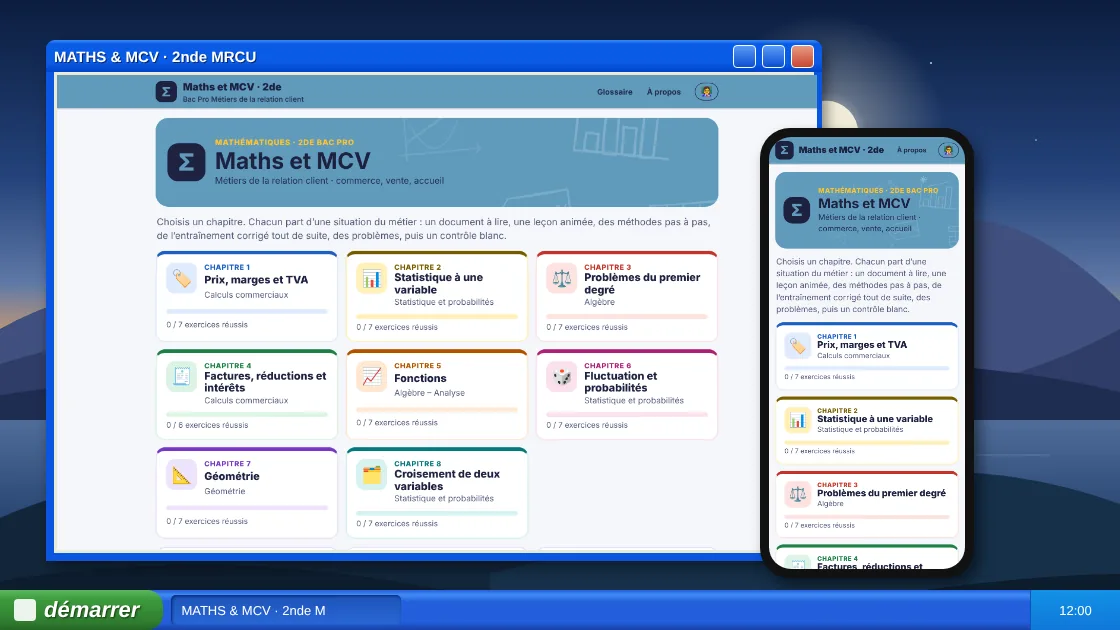 MATHS & MCV · 2nde MRCU
Maths et MCV · 2de
Bac Pro Métiers de la relation client
Glossaire
À propos
Σ
MATHÉMATIQUES · 2DE BAC PRO
Maths et MCV
Métiers de la relation client · commerce, vente, accueil
Choisis un chapitre. Chacun part d'une situation du métier : un document à lire, une leçon animée, des méthodes pas à pas,
de l'entraînement corrigé tout de suite, des problèmes, puis un contrôle blanc.
CHAPITRE 1
Prix, marges et TVA
Calculs commerciaux
0 / 7 exercices réussis
CHAPITRE 2
Statistique à une
variable
Statistique et probabilités
0 / 7 exercices réussis
CHAPITRE 3
Problèmes du premier
degré
Algèbre
0 / 7 exercices réussis
CHAPITRE 4
Factures, réductions et
intérêts
Calculs commerciaux
0 / 6 exercices réussis
CHAPITRE 5
Fonctions
Algèbre – Analyse
0 / 7 exercices réussis
CHAPITRE 6
Fluctuation et
probabilités
Statistique et probabilités
0 / 7 exercices réussis
CHAPITRE 7
Géométrie
Géométrie
0 / 7 exercices réussis
CHAPITRE 8
Croisement de deux
variables
Statistique et probabilités
0 / 7 exercices réussis
Σ
Maths et MCV · 2de
À propos
Σ
MATHÉMATIQUES · 2DE BAC PRO
Maths et MCV
Métiers de la relation client ·
commerce, vente, accueil
Choisis un chapitre. Chacun part d'une
situation du métier : un document à lire, une
leçon animée, des méthodes pas à pas, de
l'entraînement corrigé tout de suite, des
problèmes, puis un contrôle blanc.
CHAPITRE 1
Prix, marges et TVA
Calculs commerciaux
0 / 7 exercices réussis
CHAPITRE 2
Statistique à une variable
Statistique et probabilités
0 / 7 exercices réussis
CHAPITRE 3
Problèmes du premier degré
Algèbre
0 / 7 exercices réussis
CHAPITRE 4
Factures, réductions et
démarrer
MATHS & MCV · 2nde M
12:00